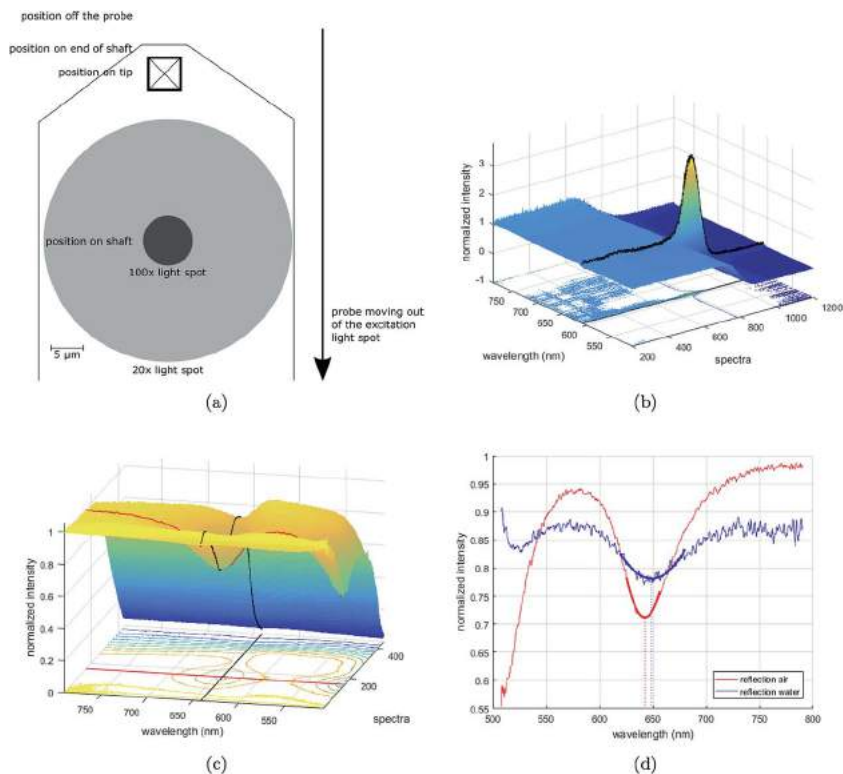 position off the probe
position on end of shaft
position on tip
position on shaft
100x light spot
probe moving out
of the excitation
light spot
5 µm
20x light spot
(a)
normalized intensity
3
2
1
0
-1
750
700
650
600
550
wavelength (nm)
200
400
600
800
1000
1200
spectra
(b)
normalized intensity
1
0.8
0.6
0.4
0.2
0
750
700
650
600
550
wavelength (nm)
200
400
spectra
(c)
1
0.95
0.9
0.85
0.8
0.75
0.7
0.65
0.6
0.55
normalized intensity
reflection air
reflection water
500
550
600
650
700
750
800
wavelength (nm)
(d)